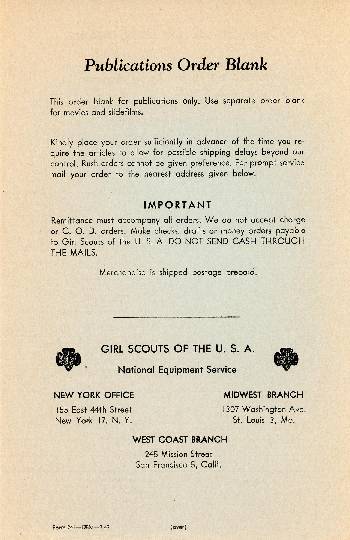 Publications Order Blank
This order blank for publications only. Use separate order blank
for movies and slidefilms.
Kindly place your order sufficiently in advance of the time you re-
quire the articles to allow for possible shipping delays beyond our
control. Rush orders cannot be given preference. For prompt service
mail your order to the nearest address given below.
IMPORTANT
Remittance must accompany all orders. We do not accept charge
or C. O. D. orders. Make checks, drafts or money orders payable
to Girl Scouts of the U. S. A. DO NOT SEND CASH THROUGH
THE MAILS.
Merchandise is shipped postage prepaid.
GIRL SCOUTS OF THE U. S. A.
National Equipment Service
NEW YORK OFFICE
155 East 44th Street
New York 17, N. Y.
MIDWEST BRANCH
1307 Washington Ave.
St. Louis 3, Mo.
WEST COAST BRANCH
245 Mission Street
San Francisco 5, Calif.
(over)